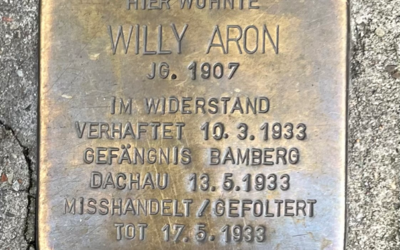 HIER WOHNTE
WILLY ARON
JG. 1907
IM WIDERSTAND
VERHAFTET 10.3.1933
GEFÄNGNIS BAMBERG
DACHAU 13.5.1933
MISSHANDELT/GEFOLTERT
TOT 17.5.1933